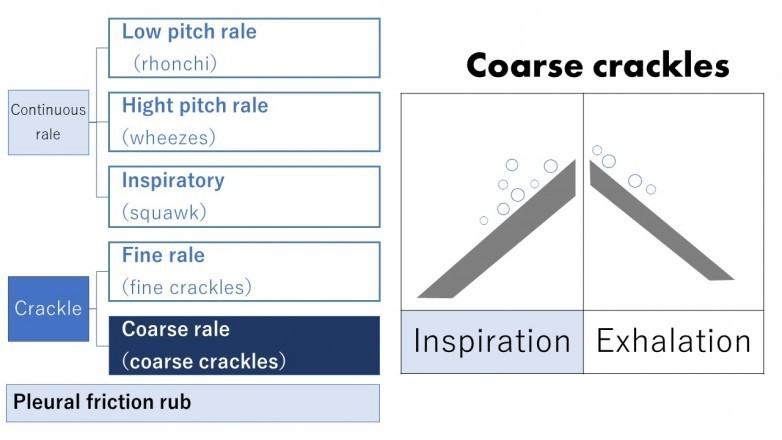 Continuous
rale
Low pitch rale
(rhonchi)
Hight pitch rale
(wheezes)
Inspiratory
(squawk)
Crackle
Fine rale
(fine crackles)
Coarse rale
(coarse crackles)
Pleural friction rub
Coarse crackles
Inspiration
Exhalation